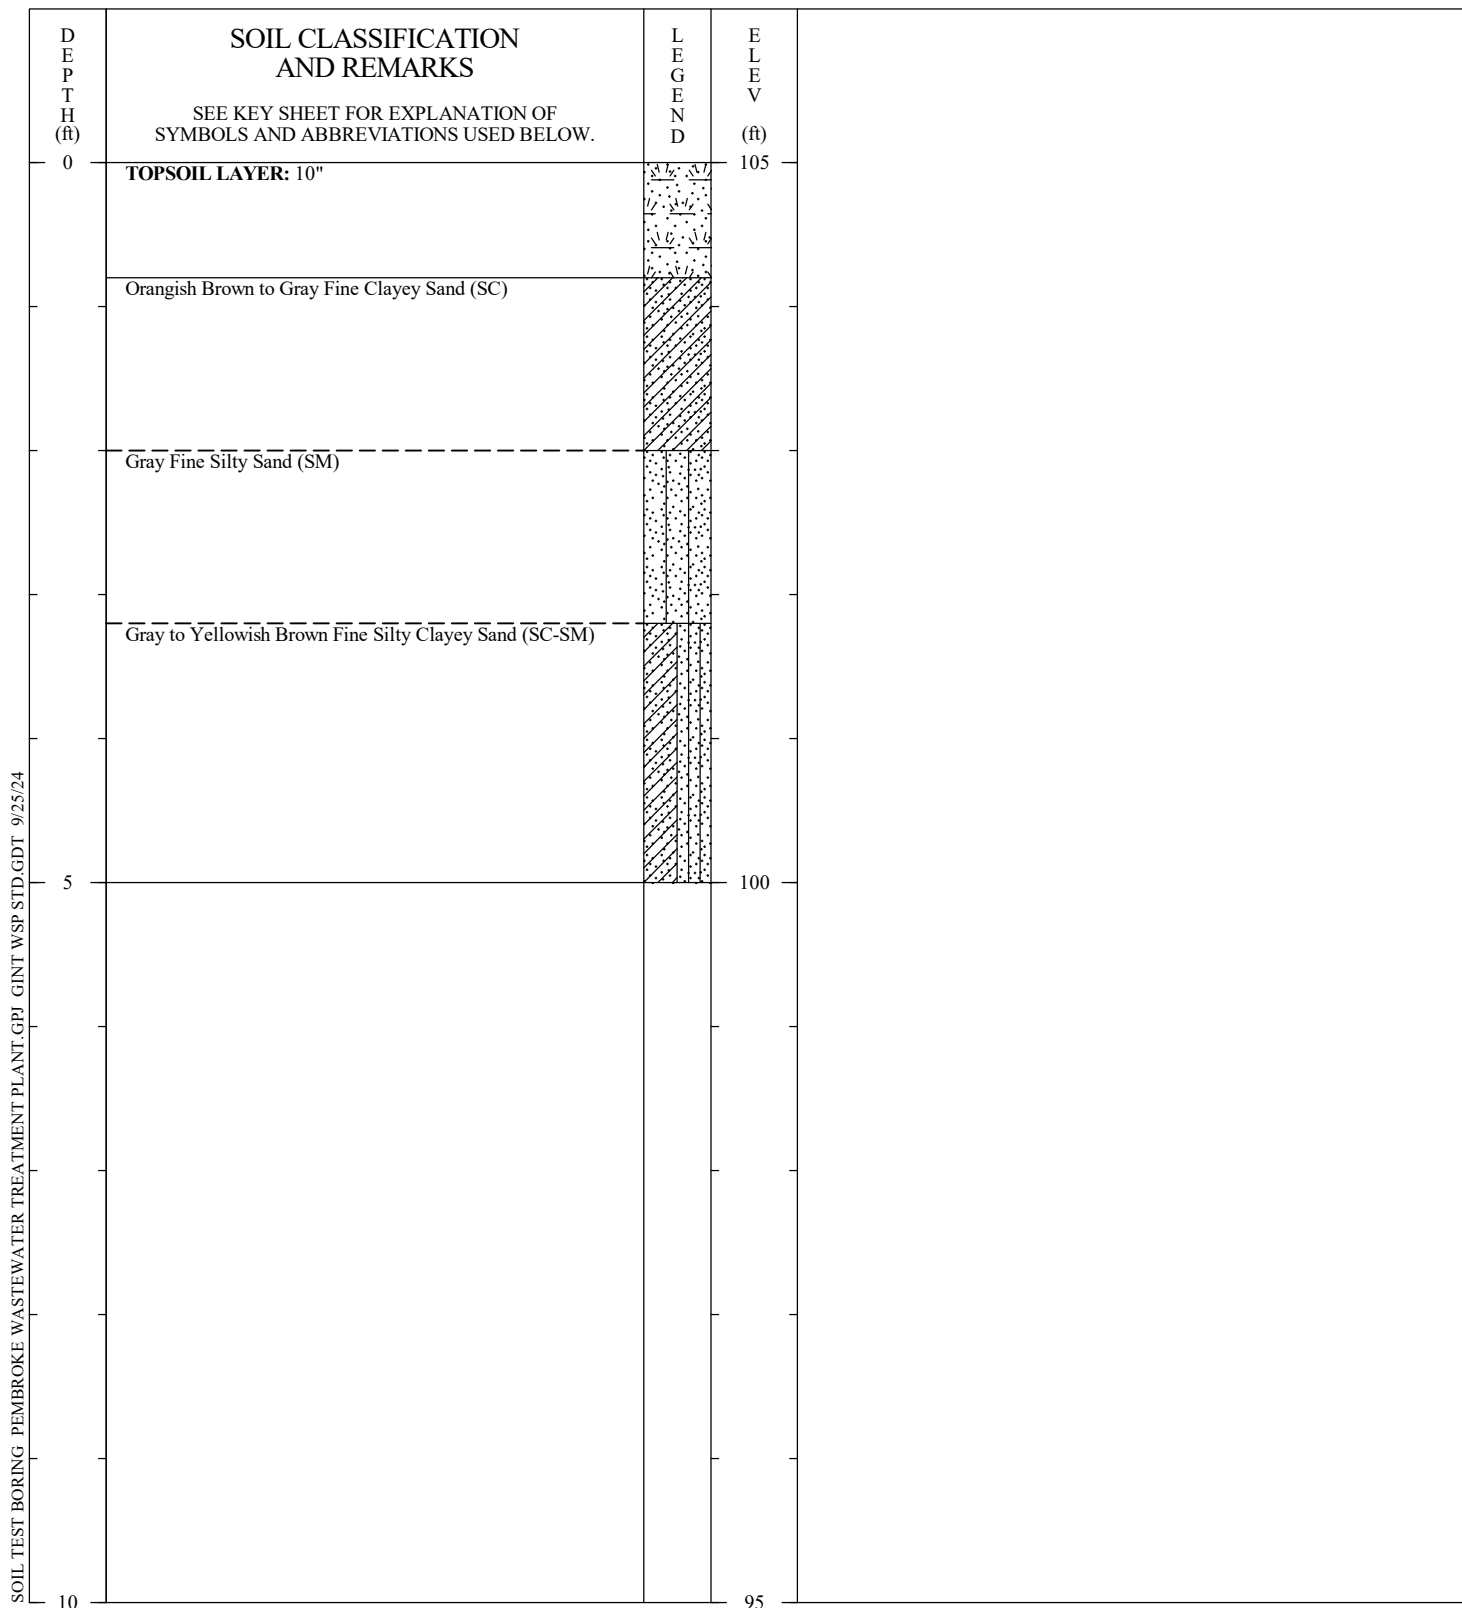 DEPTH
(ft)
SOIL CLASSIFICATION
AND REMARKS
SEE KEY SHEET FOR EXPLANATION OF
SYMBOLS AND ABBREVIATIONS USED BELOW.
LEGEND
ELEV
(ft)
0
TOPSOIL LAYER: 10"
105
Orangish Brown to Gray Fine Clayey Sand (SC)
Gray Fine Silty Sand (SM)
Gray to Yellowish Brown Fine Silty Clayey Sand (SC-SM)
5
100
10
95
SOIL TEST BORING PEMBROKE WASTEWATER TREATMENT PLANT.GPJ GINT WSP STD.GDT 9/25/24